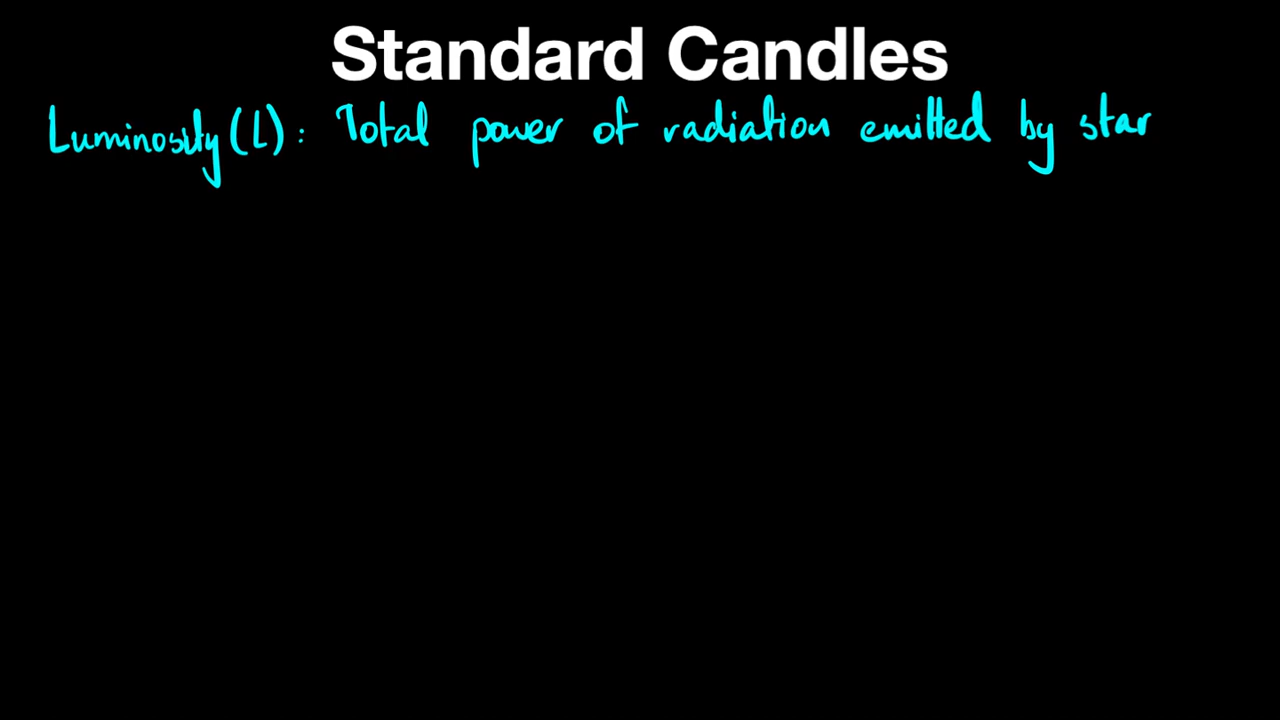 Standard Candles
Luminosity (L): Total power of radiation emitted by star